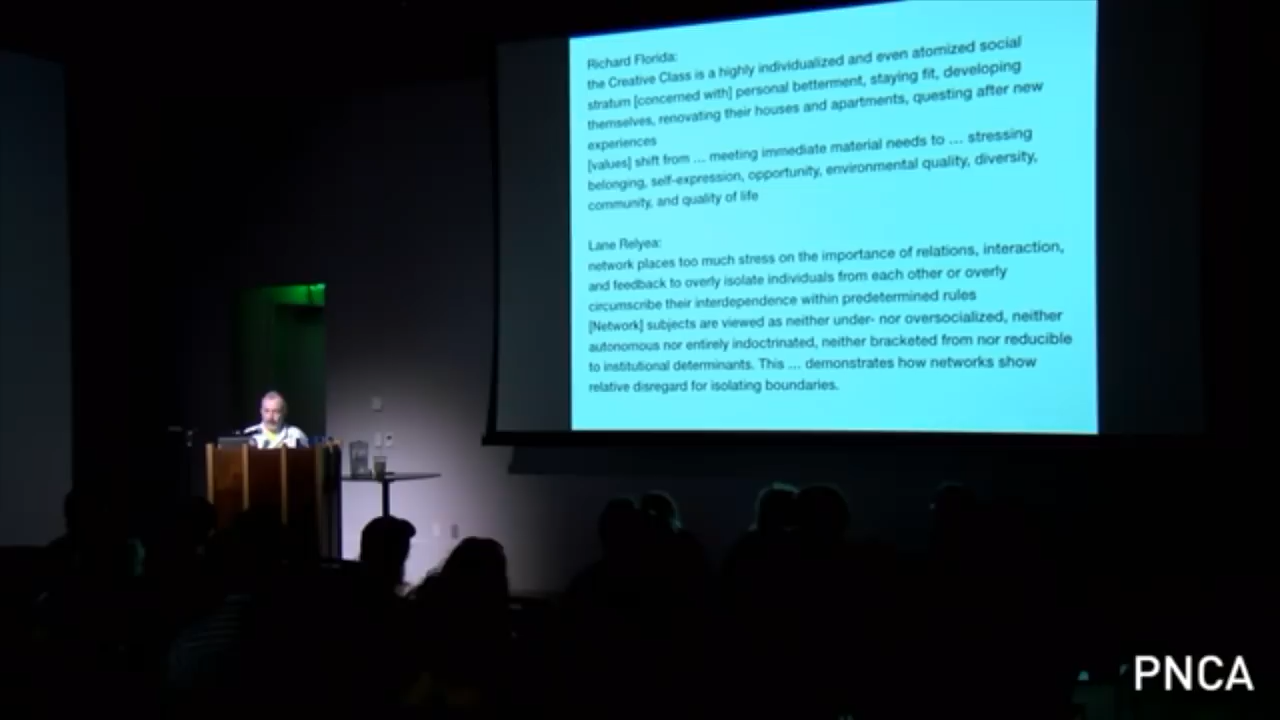 Richard Florida:
the Creative Class is a highly individualized and even atomized social
stratum [concerned with] personal betterment, staying fit, developing
themselves, renovating their houses and apartments, questing after new
experiences
[values] shift from ... meeting immediate material needs to ... stressing
belonging, self-expression, opportunity, environmental quality, diversity,
community, and quality of life
Lane Relyea:
network places too much stress on the importance of relations, interaction,
and feedback to overly isolate individuals from each other or overly
circumscribe their interdependence within predetermined rules
[Network] subjects are viewed as neither under- nor oversocialized, neither
autonomous nor entirely indoctrinated, neither bracketed from nor reducible
to institutional determinants. This ... demonstrates how networks show
relative disregard for isolating boundaries.
PNCA